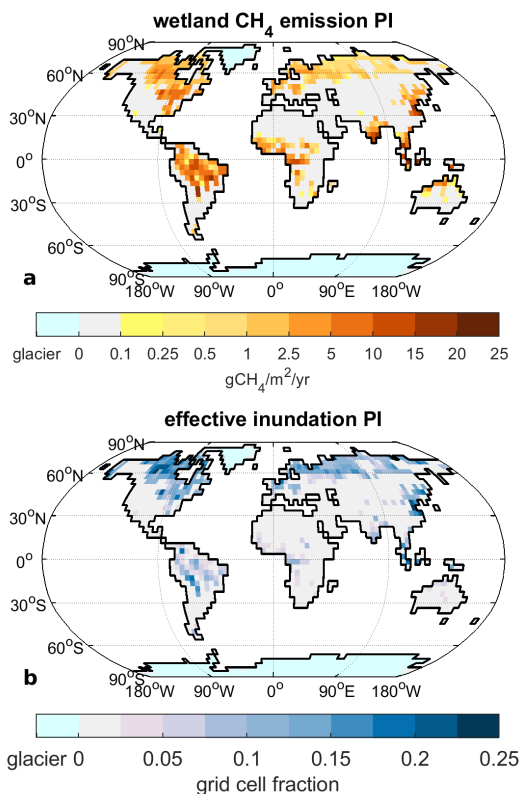 wetland CH4 emission PI
90°N
60°N
30°N
0°
30°S
60°S
90°S
180°W 90°W 0° 90°E 180°W
a
glacier 0 0.1 0.25 0.5 1 2.5 5 10 15 20 25
gCH4/m2/yr
effective inundation PI
90°N
60°N
30°N
0°
30°S
60°S
90°S
180°W 90°W 0° 90°E 180°W
b
glacier 0 0.05 0.1 0.15 0.2 0.25
grid cell fraction